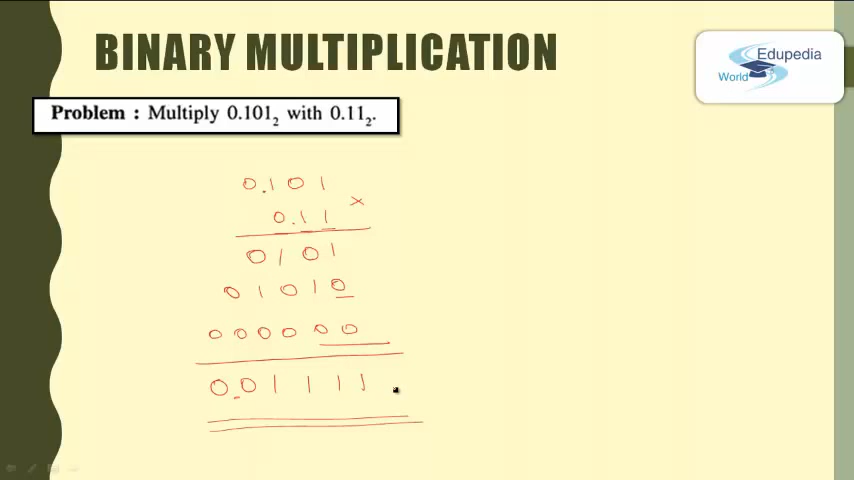 BINARY MULTIPLICATION
Edupedia
World
Problem : Multiply 0.101₂ with 0.11₂.
0.101
×
0.11
0101
01010
000000
0.01111